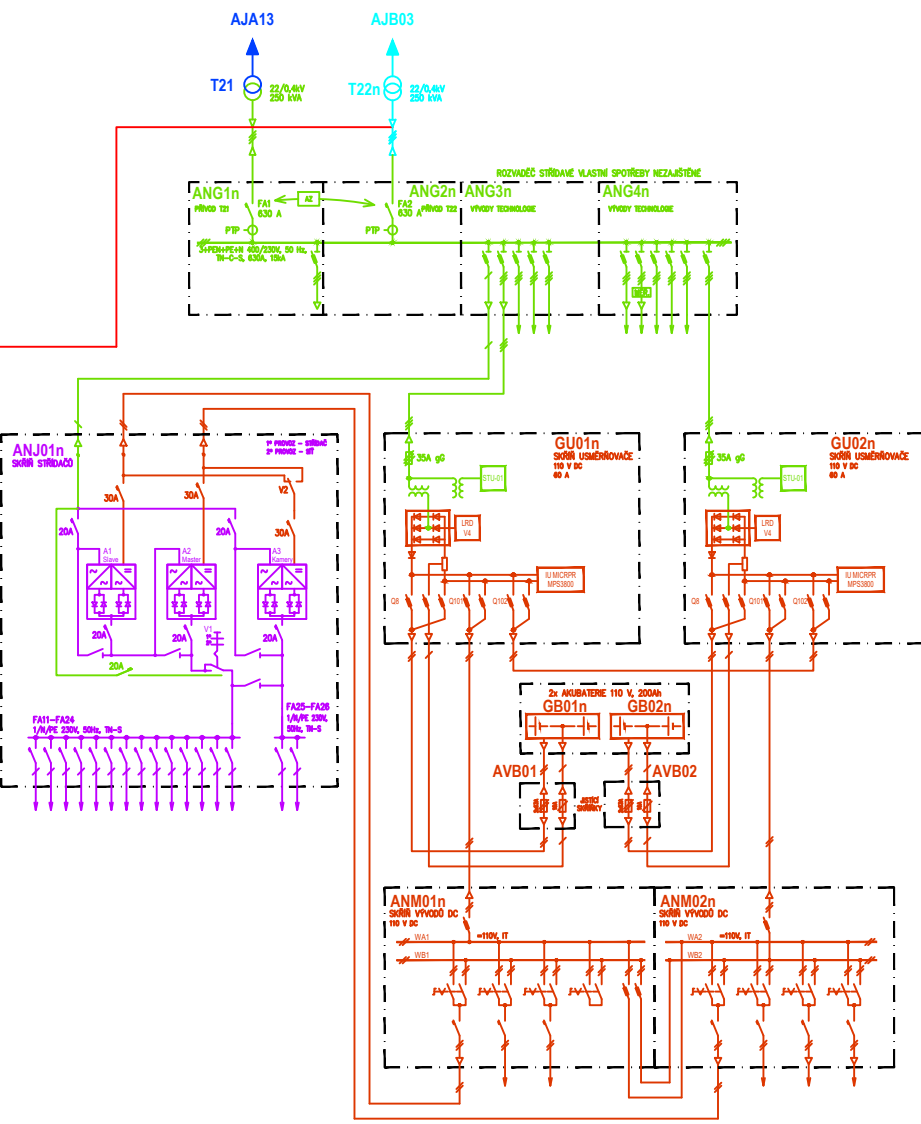 AJA13
AJB03
T21
22/0,4kV
250 kVA
T22n
22/0,4kV
250 kVA
ROZVADĚČ STŘÍDAVÉ VLASTNÍ SPOTŘEBY NEZAJIŠTĚNÉ
ANG1n
PŘÍVOD T21
FA1
630 A
AZ
ANG2n
FA2
630 A
PŘÍVOD T22
ANG3n
VÝVODY TECHNOLOGIE
ANG4n
VÝVODY TECHNOLOGIE
PTP
PTP
3+PEN+PE+N 400/230V, 50 Hz,
TN-C-S, 630A, 15kA
ANJ01n
SKŘÍŇ STŘÍDAČŮ
1° PROVOZ - STŘÍDAČ
2° PROVOZ - SÍŤ
V2
30A
30A
30A
20A
20A
A1
Slave
A2
Master
A3
Kamery
20A
20A
V1
20A
20A
FA11-FA24
1/N/PE 230V, 50Hz, TN-S
FA25-FA26
1/N/PE 230V,
50Hz, TN-S
GU01n
SKŘÍŇ USMĚRŇOVAČE
110 V DC
60 A
35A gG
STU-01
LRD
V4
IU MICRPR
MPS3800
Q8
Q101
Q102
GU02n
SKŘÍŇ USMĚRŇOVAČE
110 V DC
60 A
35A gG
STU-01
LRD
V4
IU MICRPR
MPS3800
Q8
Q101
Q102
2x AKUBATERIE 110 V, 200Ah
GB01n
GB02n
AVB01
AVB02
JISTÍCÍ
SKŘÍŇKY
ANM01n
SKŘÍŇ VÝVODŮ DC
110 V DC
WA1
=110V, IT
WB1
ANM02n
SKŘÍŇ VÝVODŮ DC
110 V DC
WA2
=110V, IT
WB2